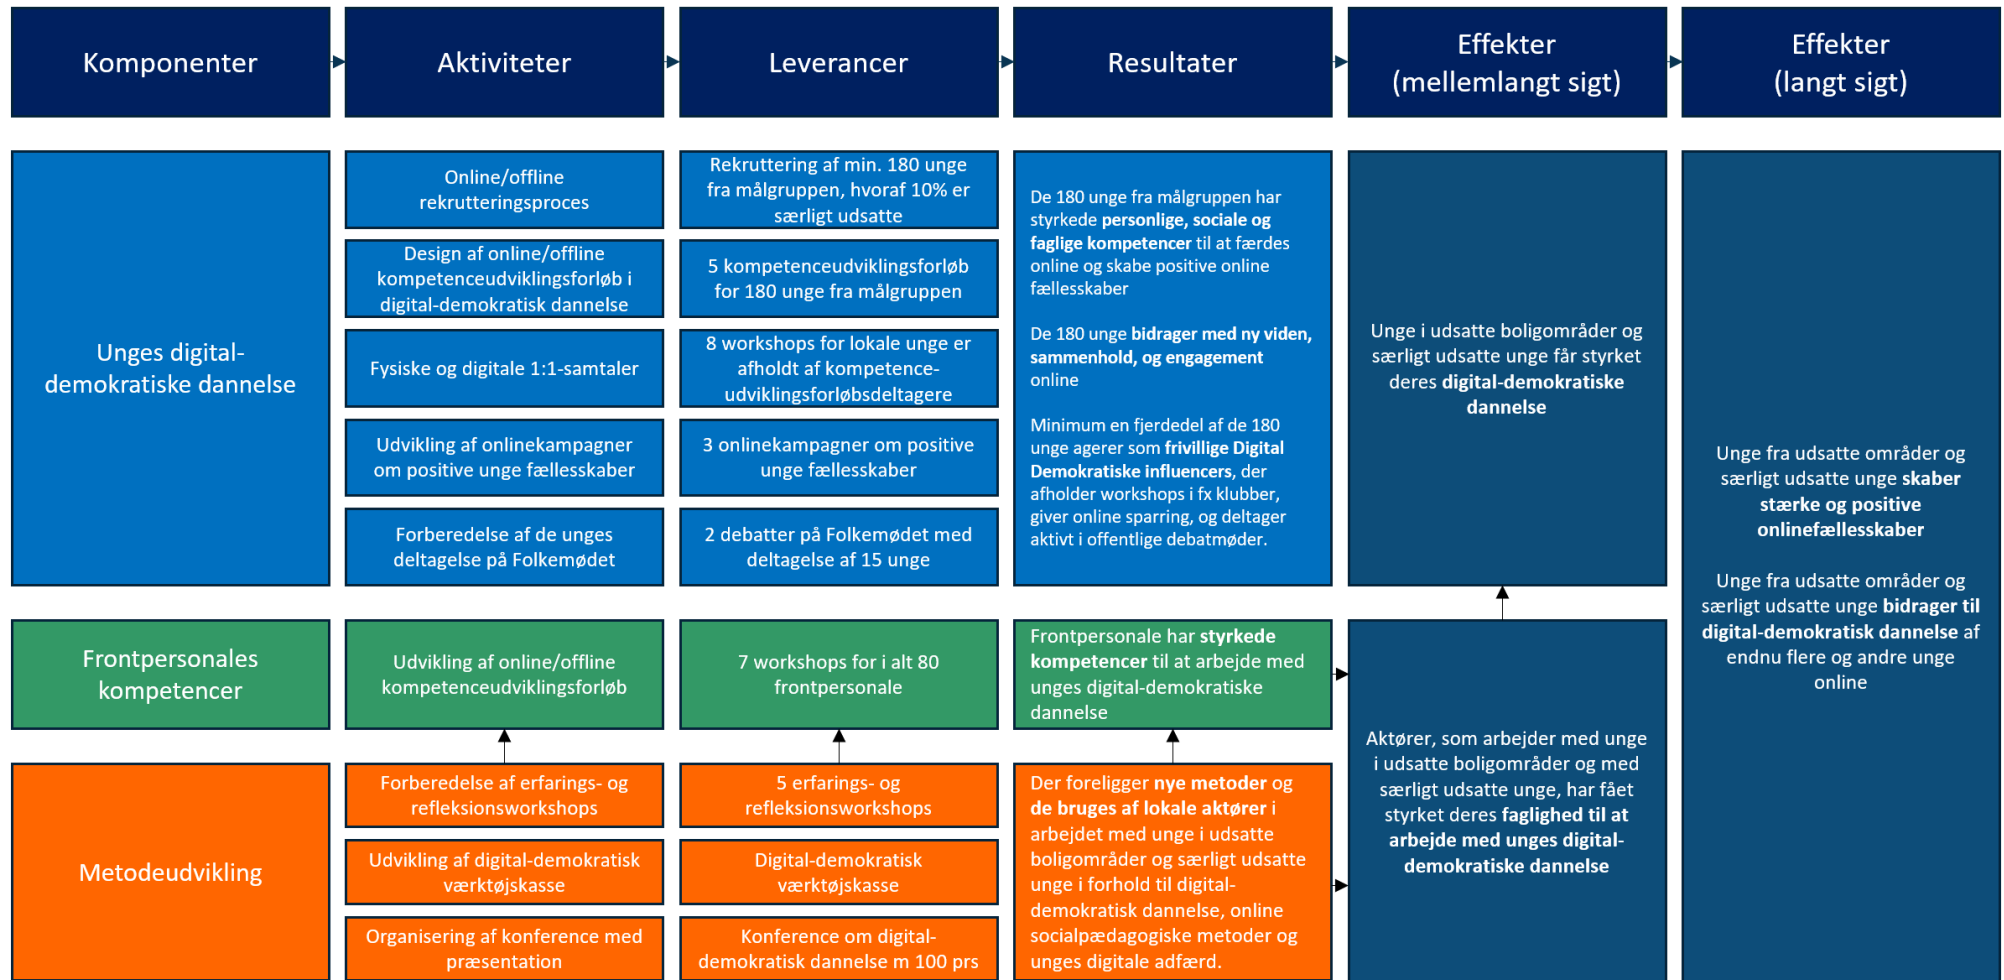 Komponenter
Aktiviteter
Leverancer
Resultater
Effekter
(mellemlangt sigt)
Effekter
(langt sigt)
Unges digital-
demokratiske dannelse
Online/offline
rekrutteringsproces
Design af online/offline
kompetenceudviklingsforløb i
digital-demokratisk dannelse
Fysiske og digitale 1:1-samtaler
Udvikling af onlinekampagner
om positive unge fællesskaber
Forberedelse af de unges
deltagelse på Folkemødet
Rekruttering af min. 180 unge
fra målgruppen, hvoraf 10% er
særligt udsatte
5 kompetenceudviklingsforløb
for 180 unge fra målgruppen
8 workshops for lokale unge er
afholdt af kompetence-
udviklingsforløbsdeltagere
3 onlinekampagner om positive
unge fællesskaber
2 debatter på Folkemødet med
deltagelse af 15 unge
De 180 unge fra målgruppen har
styrkede personlige, sociale og
faglige kompetencer til at færdes
online og skabe positive online
fællesskaber
De 180 unge bidrager med ny viden,
sammenhold, og engagement
online
Minimum en fjerdedel af de 180
unge agerer som frivillige Digital
Demokratiske influencers, der
afholder workshops i fx klubber,
giver online sparring, og deltager
aktivt i offentlige debatmøder.
Unge i udsatte boligområder og
særligt udsatte unge får styrket
deres digital-demokratiske
dannelse
Unge fra udsatte områder og
særligt udsatte unge skaber
stærke og positive
onlinefællesskaber
Unge fra udsatte områder og
særligt udsatte unge bidrager til
digital-demokratisk dannelse af
endnu flere og andre unge
online
Frontpersonales
kompetencer
Udvikling af online/offline
kompetenceudviklingsforløb
7 workshops for i alt 80
frontpersonale
Frontpersonale har styrkede
kompetencer til at arbejde med
unges digital-demokratiske
dannelse
Aktører, som arbejder med unge
i udsatte boligområder og med
særligt udsatte unge, har fået
styrket deres faglighed til at
arbejde med unges digital-
demokratiske dannelse
Metodeudvikling
Forberedelse af erfarings- og
refleksionsworkshops
Udvikling af digital-demokratisk
værktøjskasse
Organisering af konference med
præsentation
5 erfarings- og
refleksionsworkshops
Digital-demokratisk
værktøjskasse
Konference om digital-
demokratisk dannelse m 100 prs
Der foreligger nye metoder og
de bruges af lokale aktører i
arbejdet med unge i udsatte
boligområder og særligt udsatte
unge i forhold til digital-
demokratisk dannelse, online
socialpædagogiske metoder og
unges digitale adfærd.